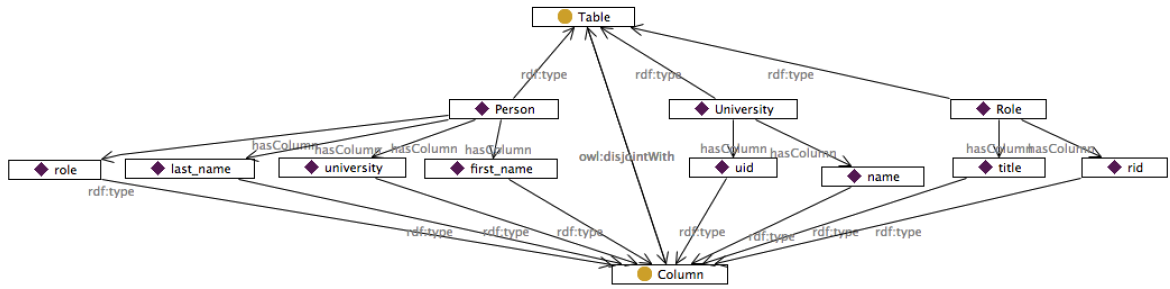 Table
rdf:type rdf:type rdf:type
Person University Role
hasColumn hasColumn hasColumn hasColumn owl:disjointWith hasColumn hasColumn hasColumn hasColumn
role last_name university first_name uid name title rid
rdf:type
rdf:type rdf:type rdf:type rdf:type rdf:type rdf:type rdf:type
Column